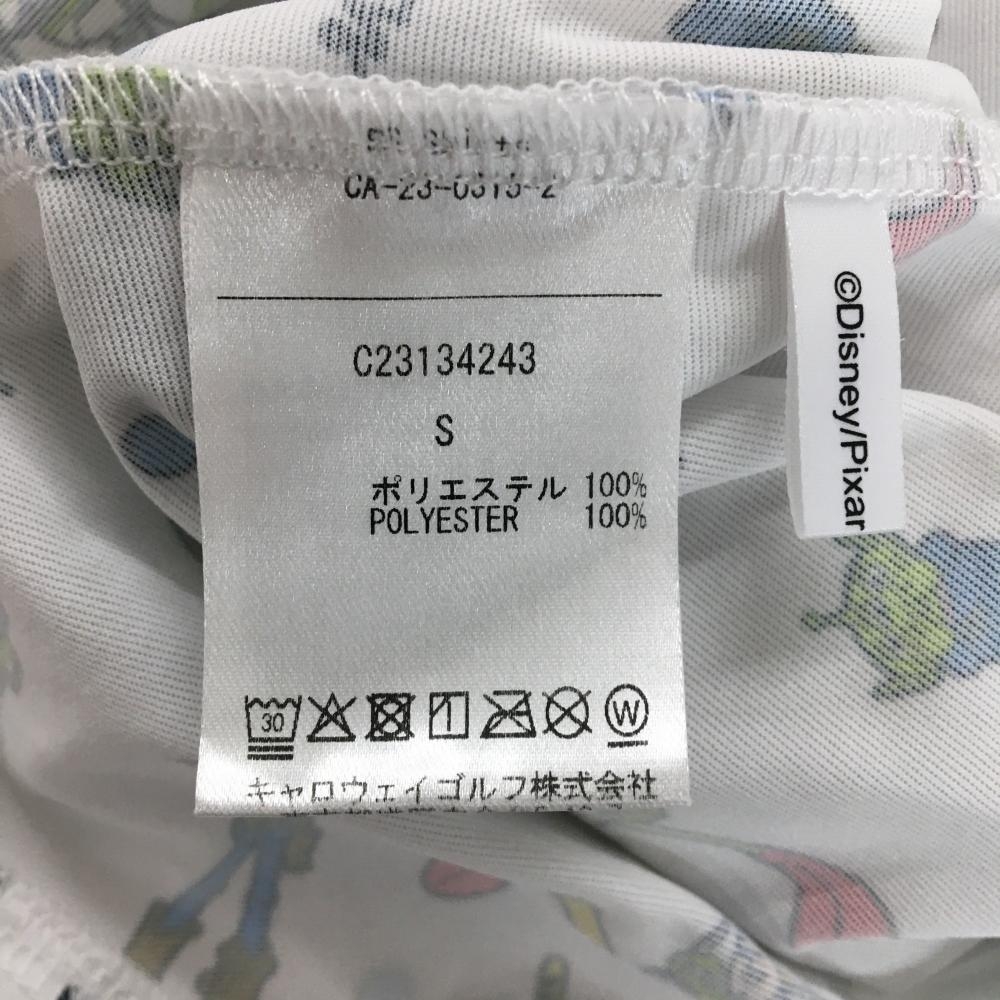 CA-23-0315-2
C23134243
S
ポリエステル 100%
POLYESTER 100%
30
W
キャロウェイゴルフ株式会社
©Disney/Pixar